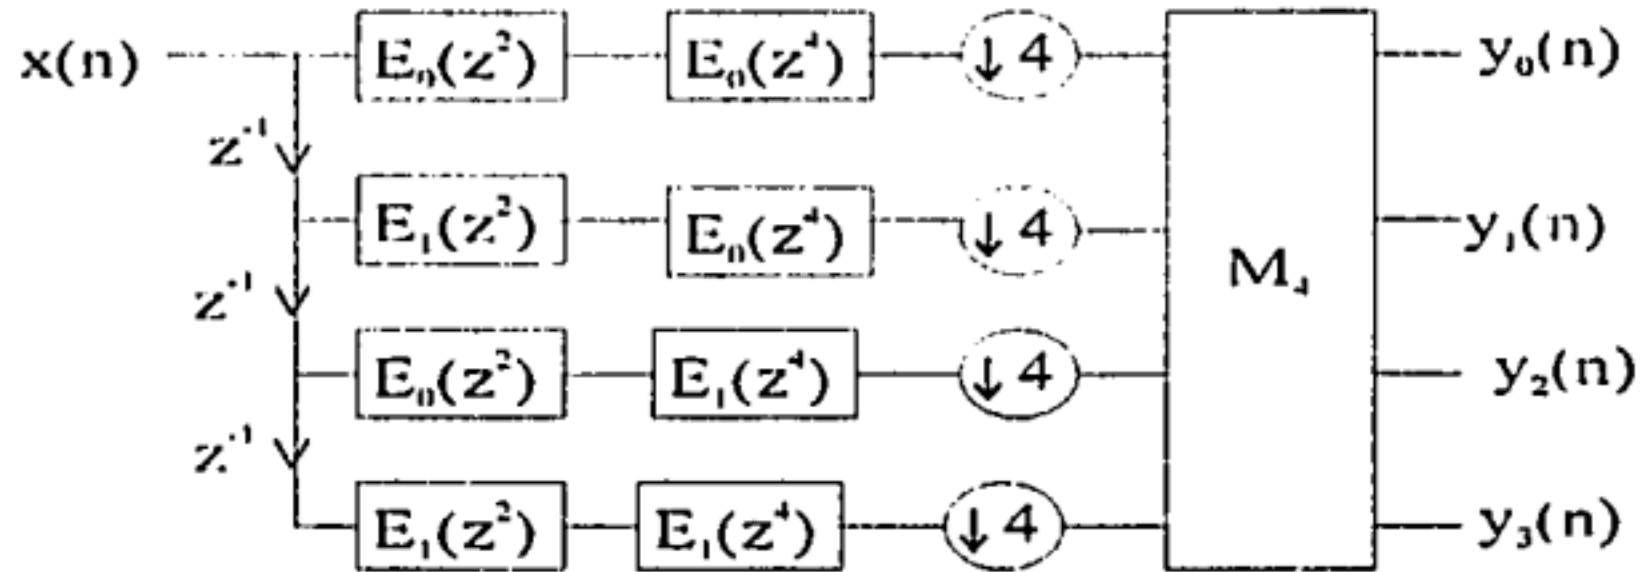 x(n) E₀(z²) E₀(z⁴) ↓4 y₀(n)
z⁻¹
E₁(z²) E₀(z⁴) ↓4 y₁(n)
M₄
z⁻¹
E₀(z²) E₁(z⁴) ↓4 y₂(n)
z⁻¹
E₁(z²) E₁(z⁴) ↓4 y₃(n)